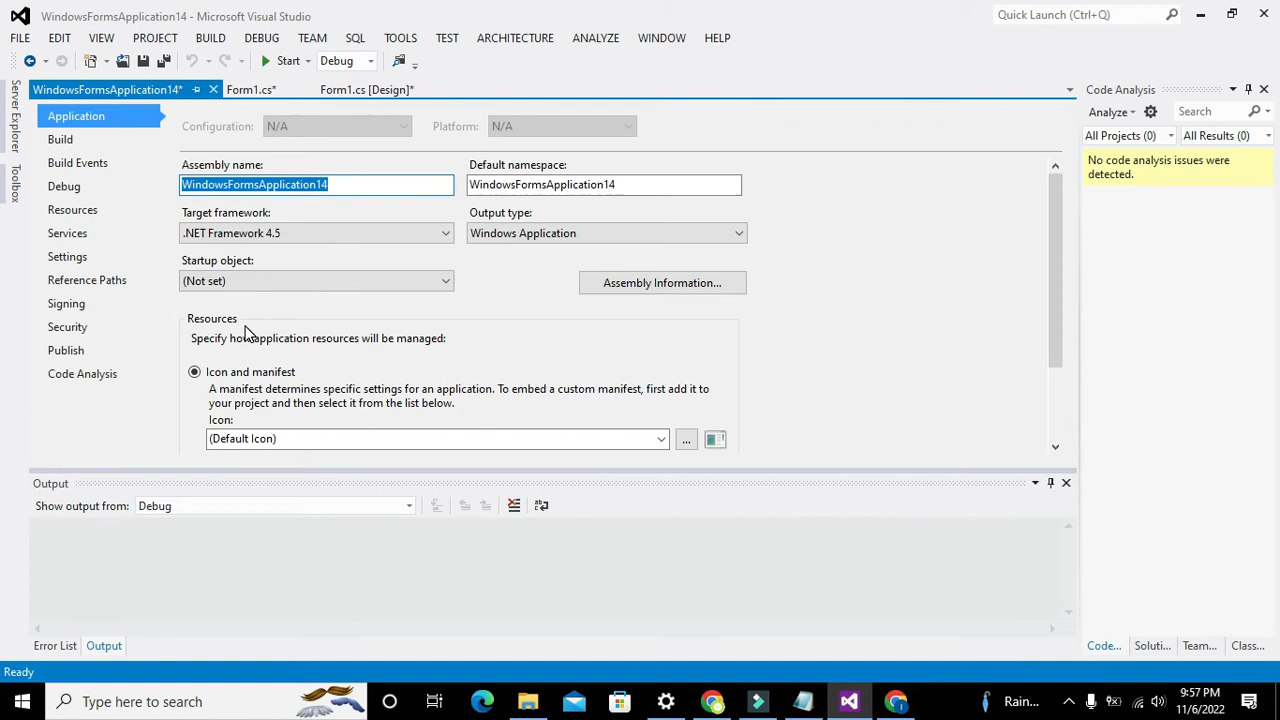 WindowsFormsApplication14 - Microsoft Visual Studio
Quick Launch (Ctrl+Q)
FILE EDIT VIEW PROJECT BUILD DEBUG TEAM SQL TOOLS TEST ARCHITECTURE ANALYZE WINDOW HELP
Start Debug
Server Explorer
Toolbox
WindowsFormsApplication14* Form1.cs* Form1.cs [Design]*
Application
Build
Build Events
Debug
Resources
Services
Settings
Reference Paths
Signing
Security
Publish
Code Analysis
Configuration: N/A Platform: N/A
Assembly name: Default namespace:
WindowsFormsApplication14 WindowsFormsApplication14
Target framework: Output type:
.NET Framework 4.5 Windows Application
Startup object:
(Not set) Assembly Information...
Resources
Specify how application resources will be managed:
Icon and manifest
A manifest determines specific settings for an application. To embed a custom manifest, first add it to
your project and then select it from the list below.
Icon:
(Default Icon) ...
Code Analysis
Analyze Search
All Projects (0) All Results (0)
No code analysis issues were
detected.
Output
Show output from: Debug
Error List Output
Code... Soluti... Team... Class...
Ready
Type here to search
Rain... 9:57 PM
11/6/2022